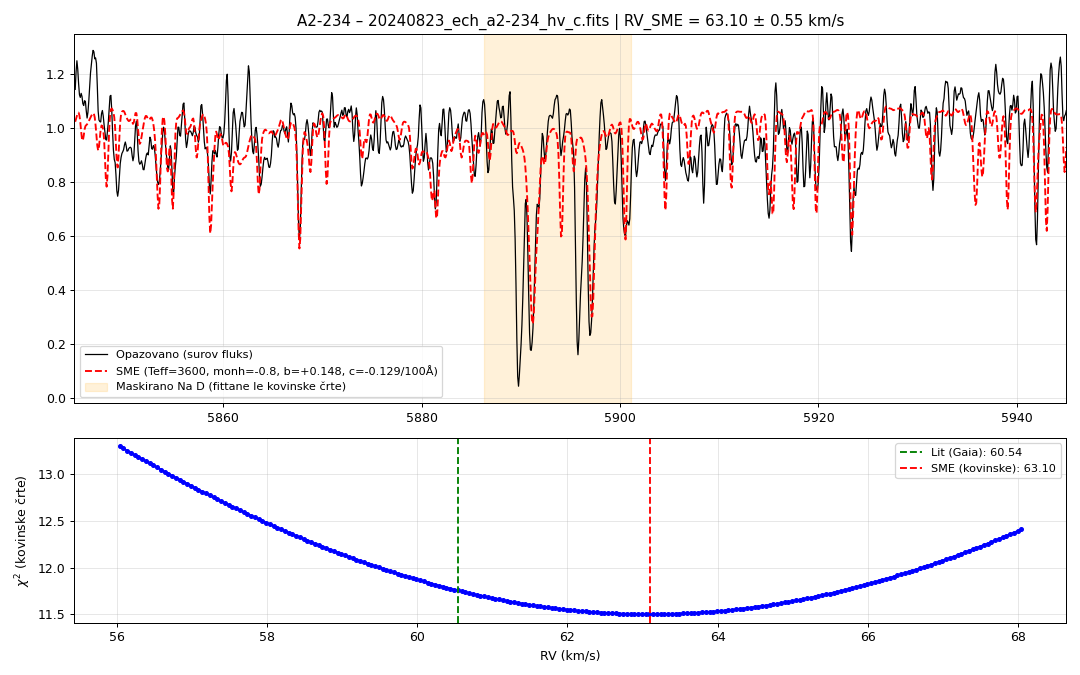 A2-234 – 20240823_ech_a2-234_hv_c.fits | RV_SME = 63.10 ± 0.55 km/s
1.2
1.0
0.8
0.6
0.4
0.2
0.0
Opazovano (surov fluks)
SME (Teff=3600, monh=-0.8, b=+0.148, c=-0.129/100Å)
Maskirano Na D (fittane le kovinske črte)
5860 5880 5900 5920 5940
χ² (kovinske črte)
13.0
12.5
12.0
11.5
Lit (Gaia): 60.54
SME (kovinske): 63.10
56 58 60 62 64 66 68
RV (km/s)